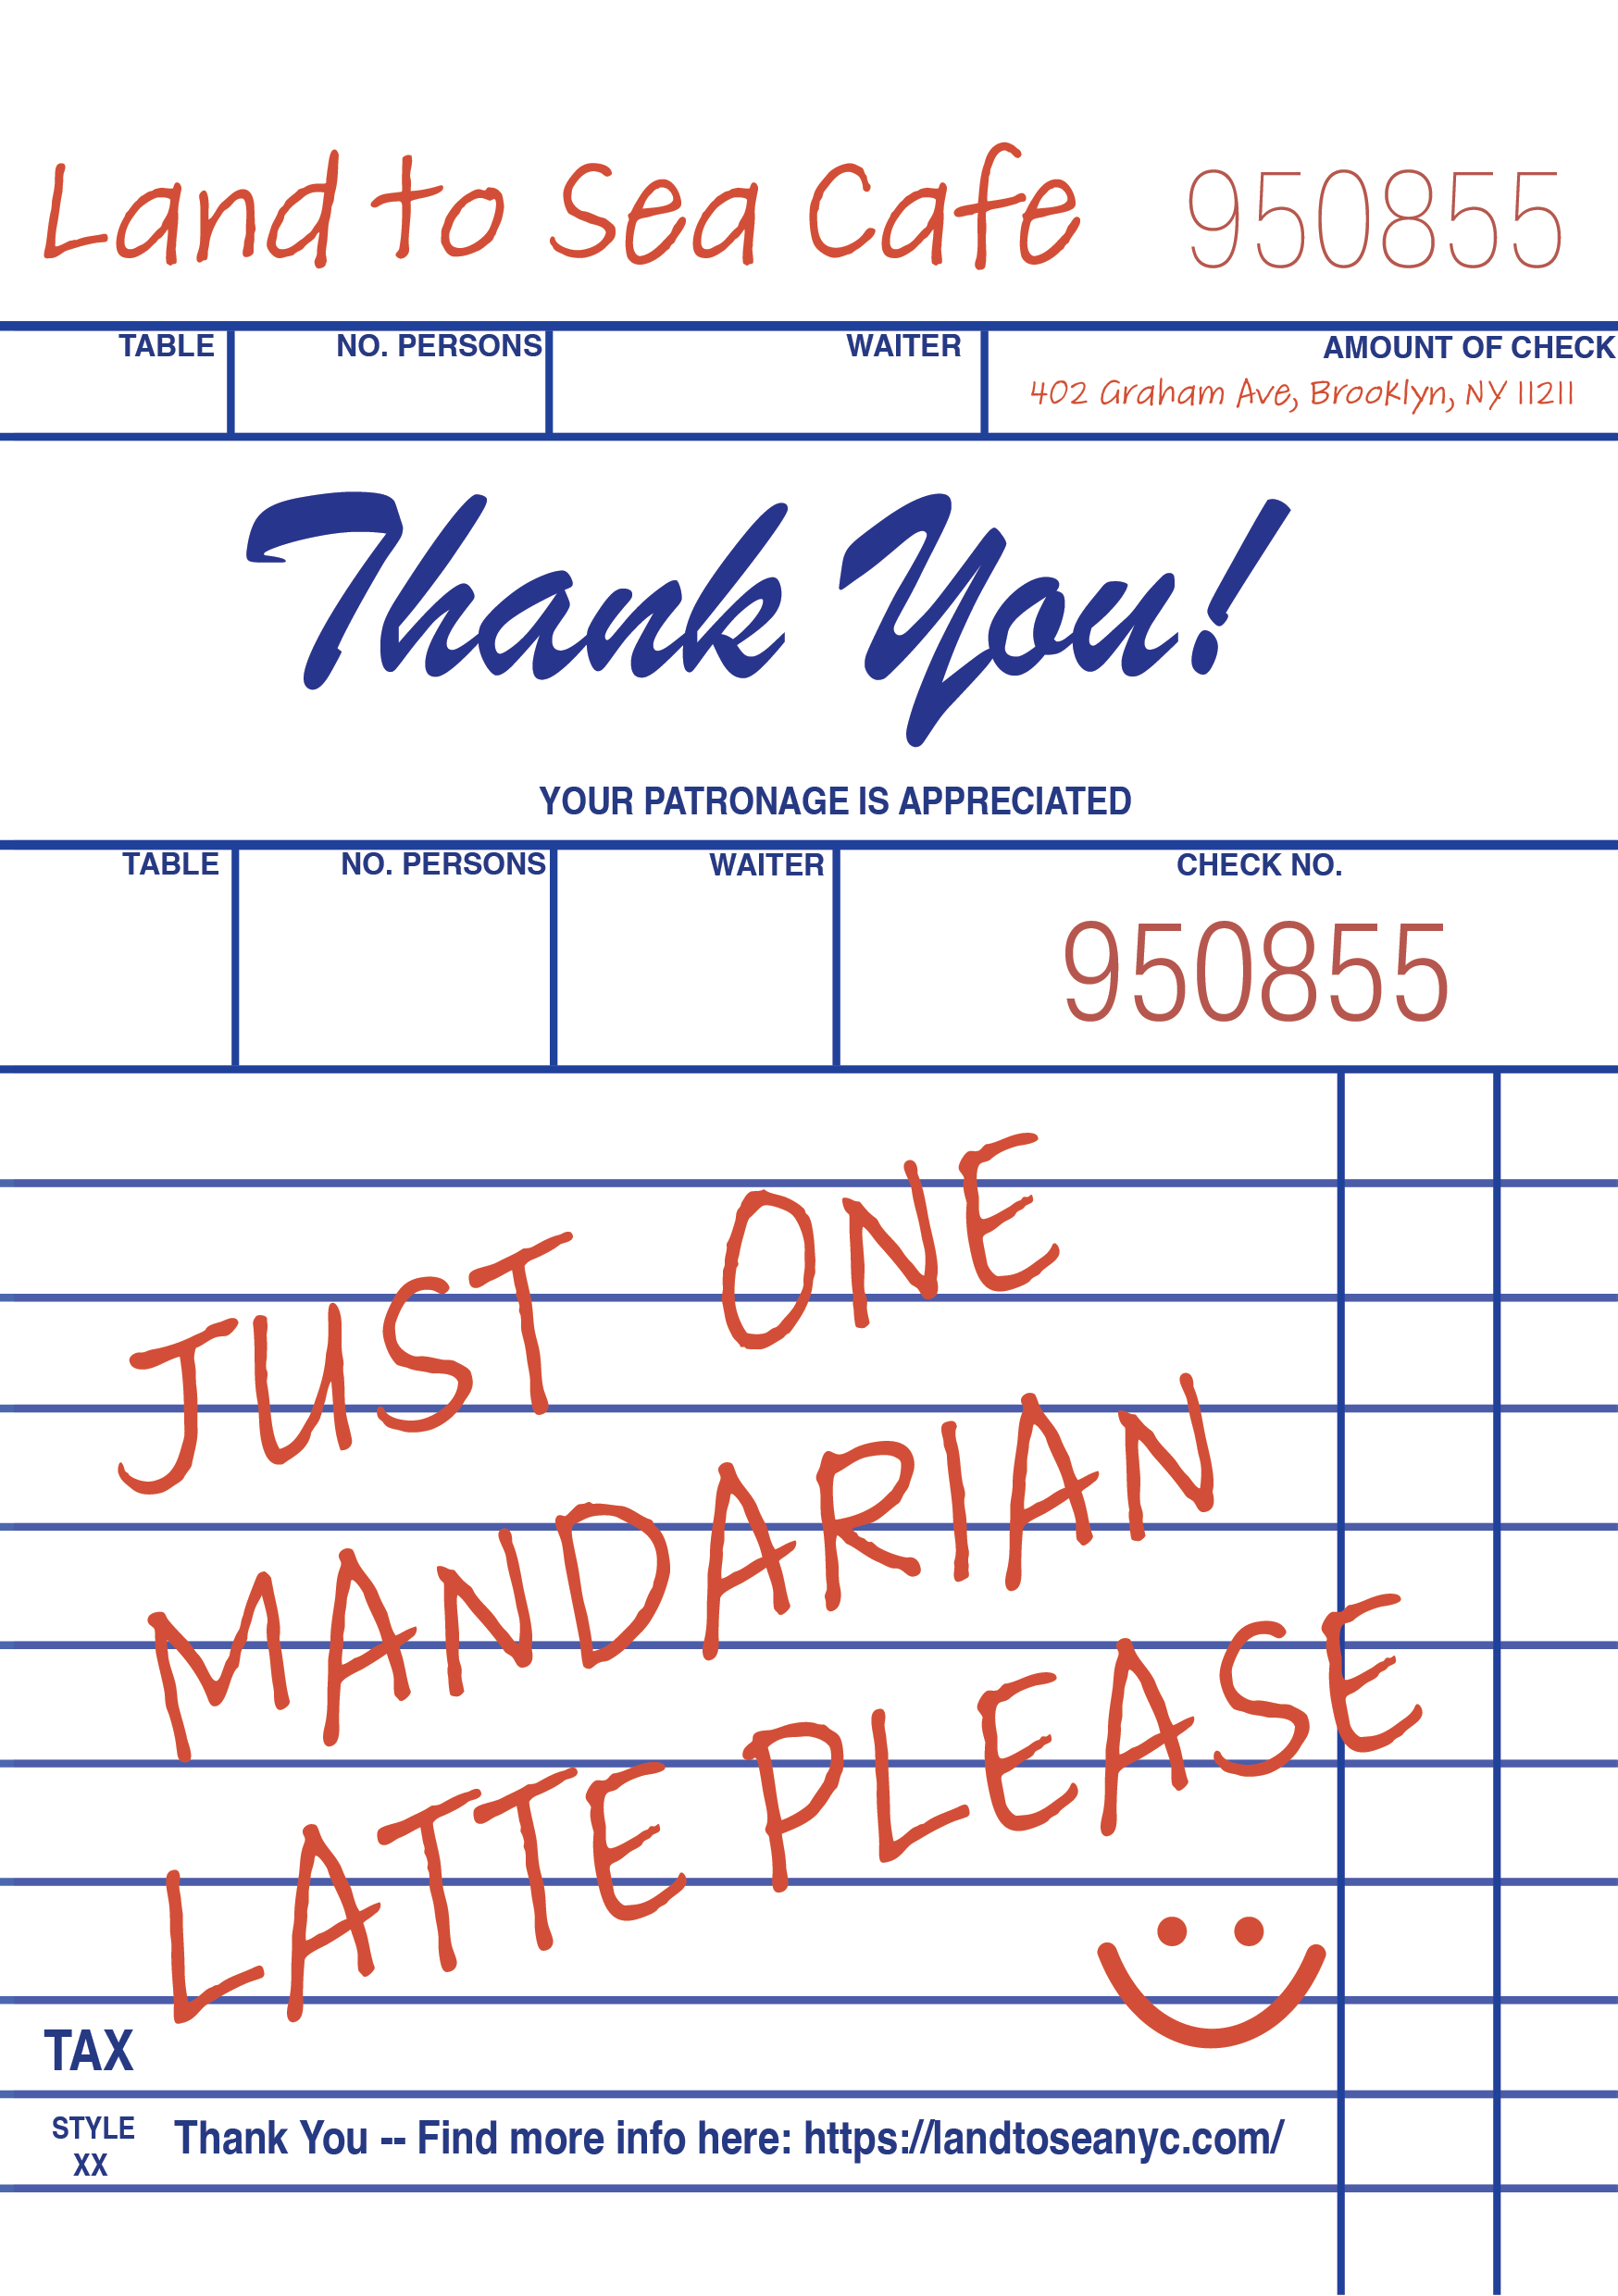 Land to Sea Cafe 950855
TABLE NO. PERSONS WAITER AMOUNT OF CHECK
402 Graham Ave, Brooklyn, NY 11211
Thank You!
YOUR PATRONAGE IS APPRECIATED
TABLE NO. PERSONS WAITER CHECK NO.
950855
JUST ONE
MANDARIAN
LATTE PLEASE
TAX
STYLE
XX
Thank You -- Find more info here: https://landtoseanyc.com/